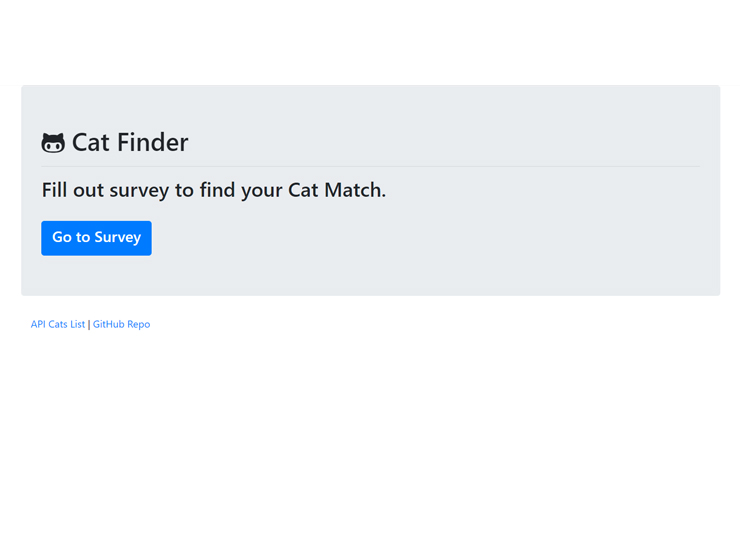 Cat Finder
Fill out survey to find your Cat Match.
Go to Survey
API Cats List | GitHub Repo